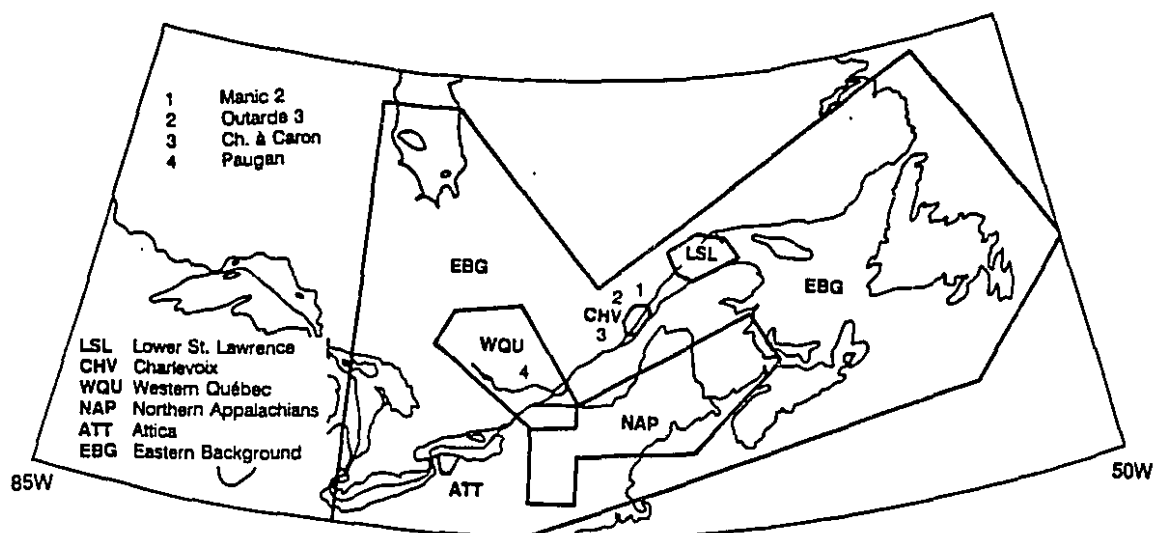 1 Manic 2
2 Outarde 3
3 Ch. à Caron
4 Paugan
LSL
EBG
EBG
2 1
CHV
3
WQU
4
LSL Lower St. Lawrence
CHV Charlevoix
WQU Western Québec
NAP Northern Appalachians
ATT Attica
EBG Eastern Background
NAP
ATT
85W
50W